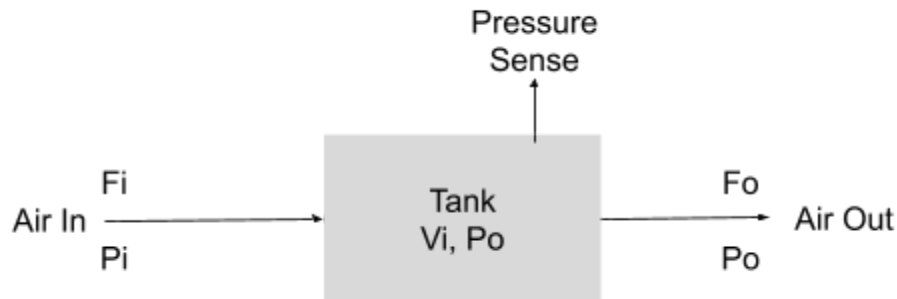 Pressure
Sense
Fi
Fo
Tank
Air In
Air Out
Vi, Po
Pi
Po